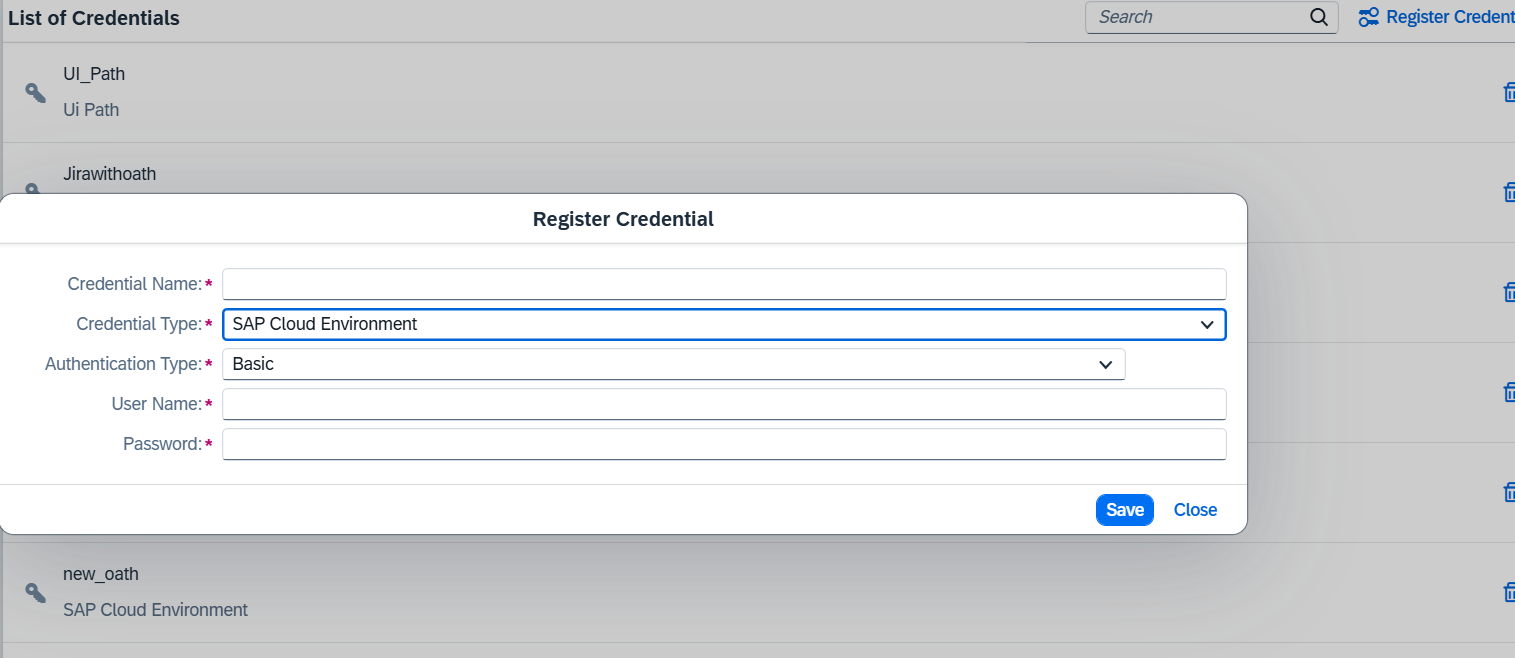 List of Credentials
Search
Register Credent
UI_Path
Ui Path
Jirawithoath
Register Credential
Credential Name:*
Credential Type:* SAP Cloud Environment
Authentication Type:* Basic
User Name:*
Password:*
Save Close
new_oath
SAP Cloud Environment